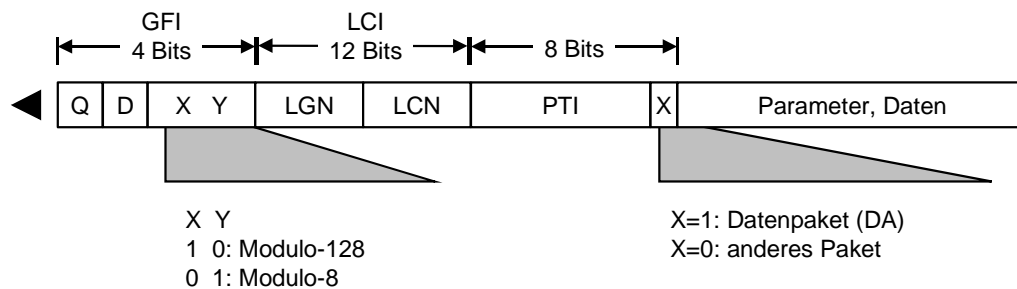 GFI LCI
4 Bits 12 Bits 8 Bits
Q D X Y LGN LCN PTI X Parameter, Daten
X Y
1 0: Modulo-128
0 1: Modulo-8
X=1: Datenpaket (DA)
X=0: anderes Paket